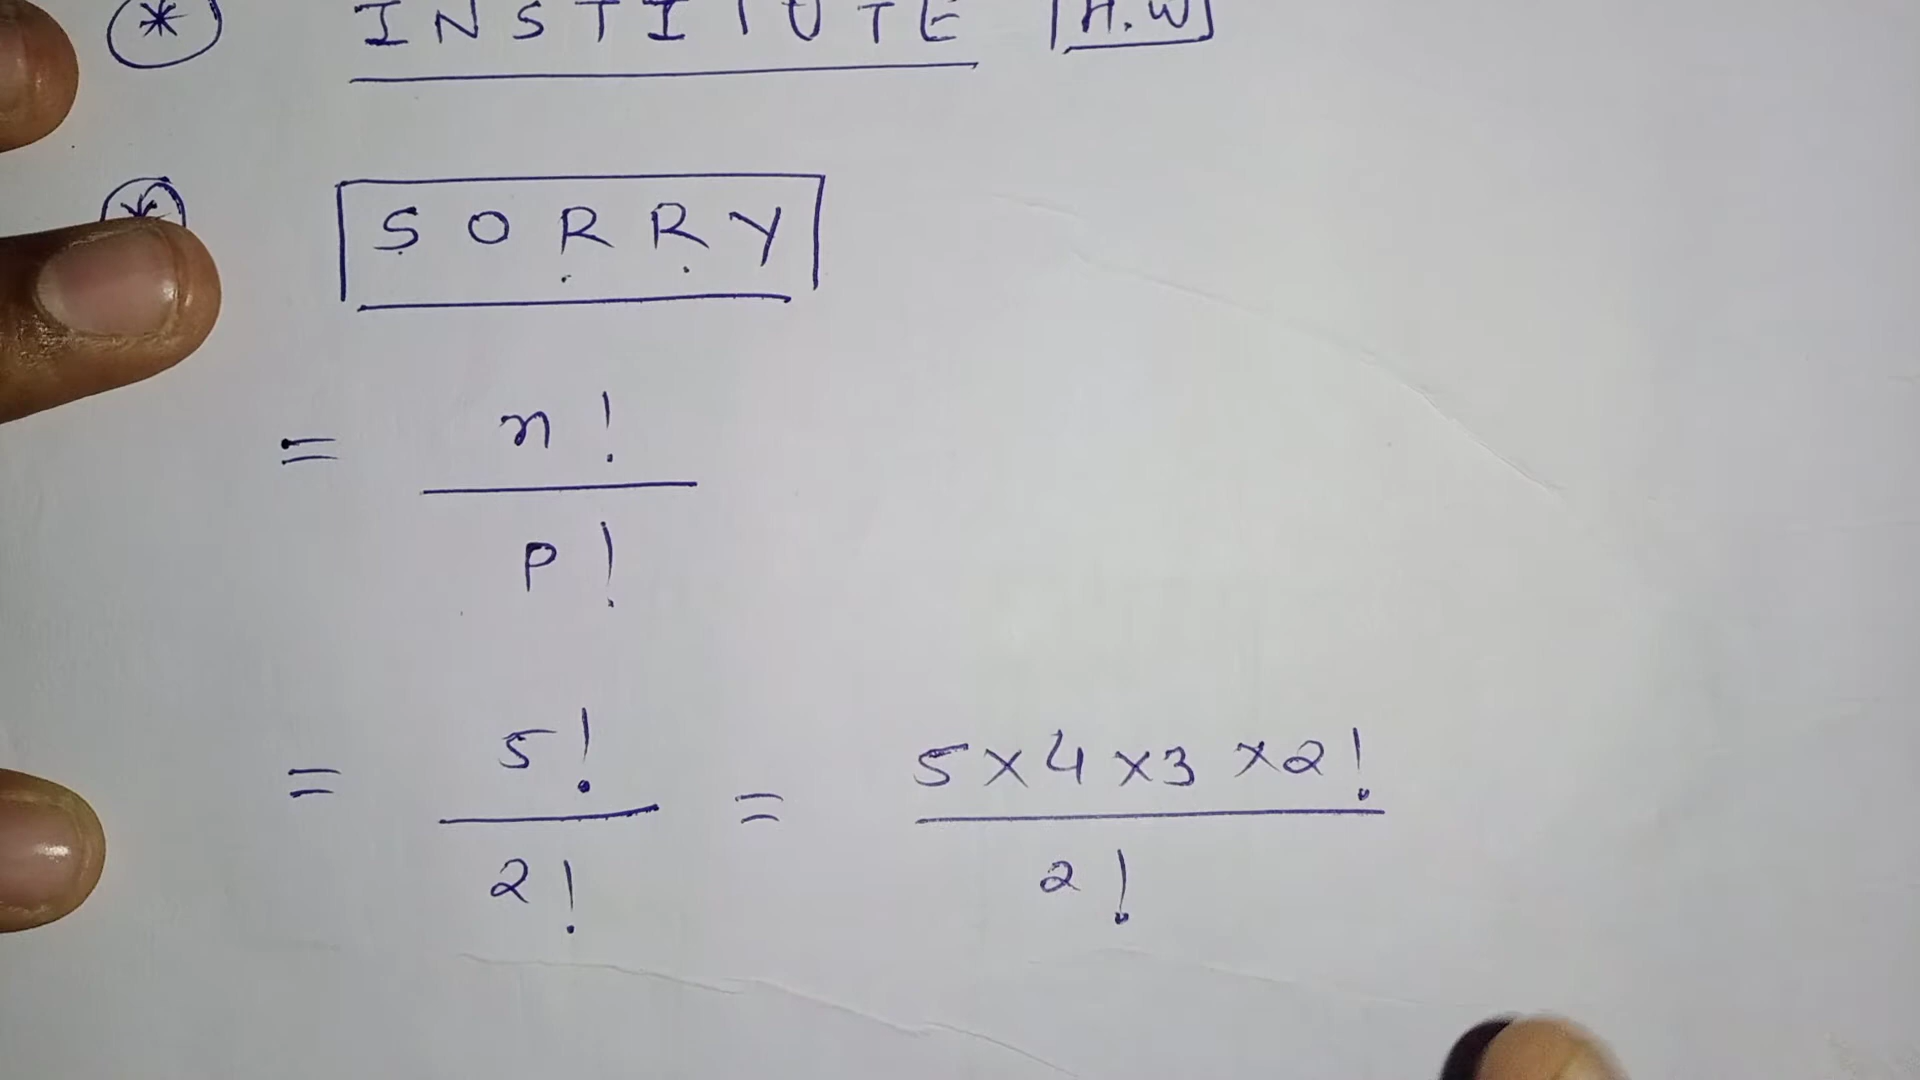 * INSTITUTE H.W
* SORRY
= n! / P!
= 5! / 2! = 5×4×3×2! / 2!